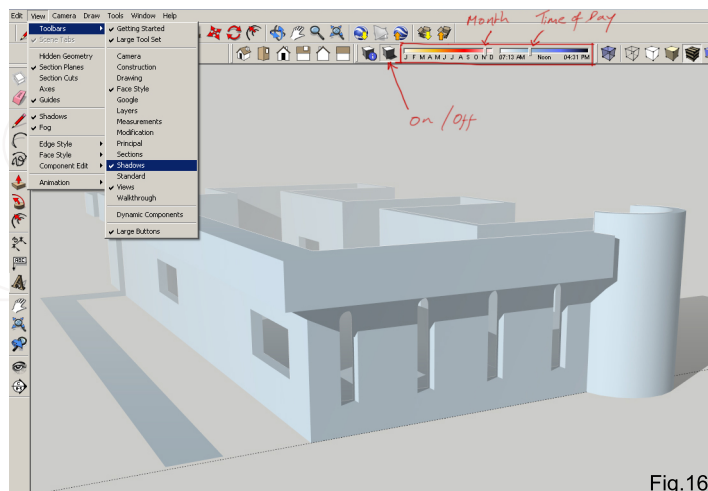 Edit View Camera Draw Tools Window Help
Month Time of Day
Toolbars
Scene Tabs
Hidden Geometry
Section Planes
Section Cuts
Axes
Guides
Shadows
Fog
Edge Style
Face Style
Component Edit
Animation
Getting Started
Large Tool Set
Camera
Construction
Drawing
Face Style
Google
Layers
Measurements
Modification
Principal
Sections
Shadows
Standard
Views
Walkthrough
Dynamic Components
Large Buttons
J F M A M J J A S O N D 07:13 AM Noon 04:31 PM
On/Off
ABC
A
Fig.16